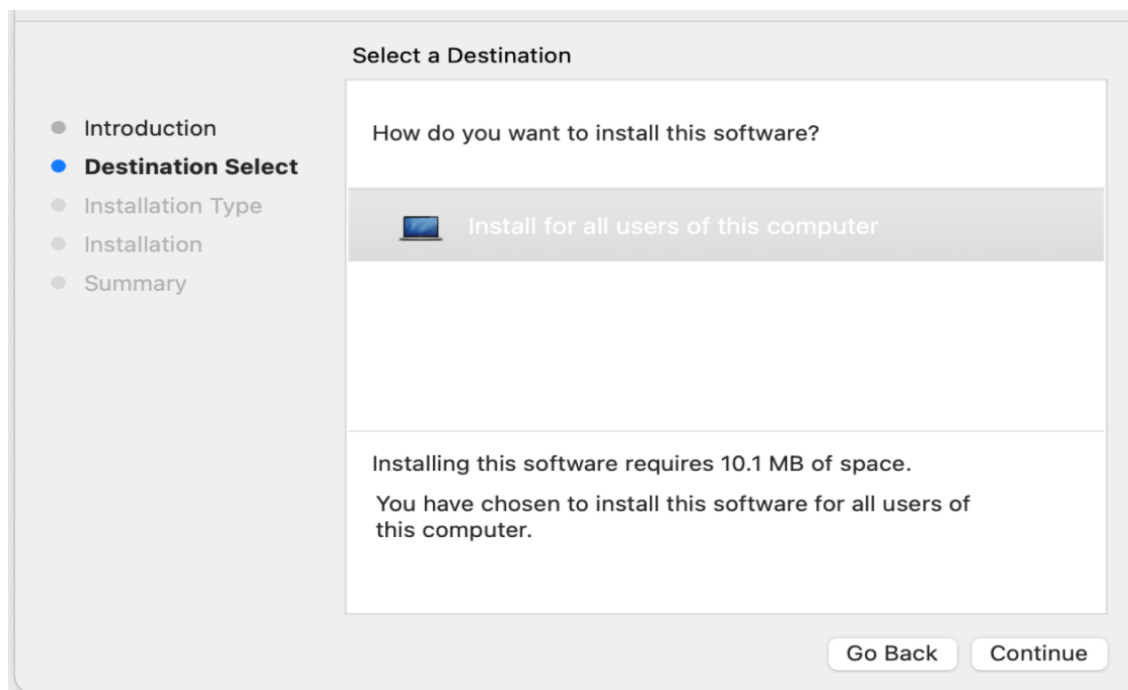 Select a Destination
Introduction
Destination Select
Installation Type
Installation
Summary
How do you want to install this software?
Install for all users of this computer
Installing this software requires 10.1 MB of space.
You have chosen to install this software for all users of
this computer.
Go Back
Continue